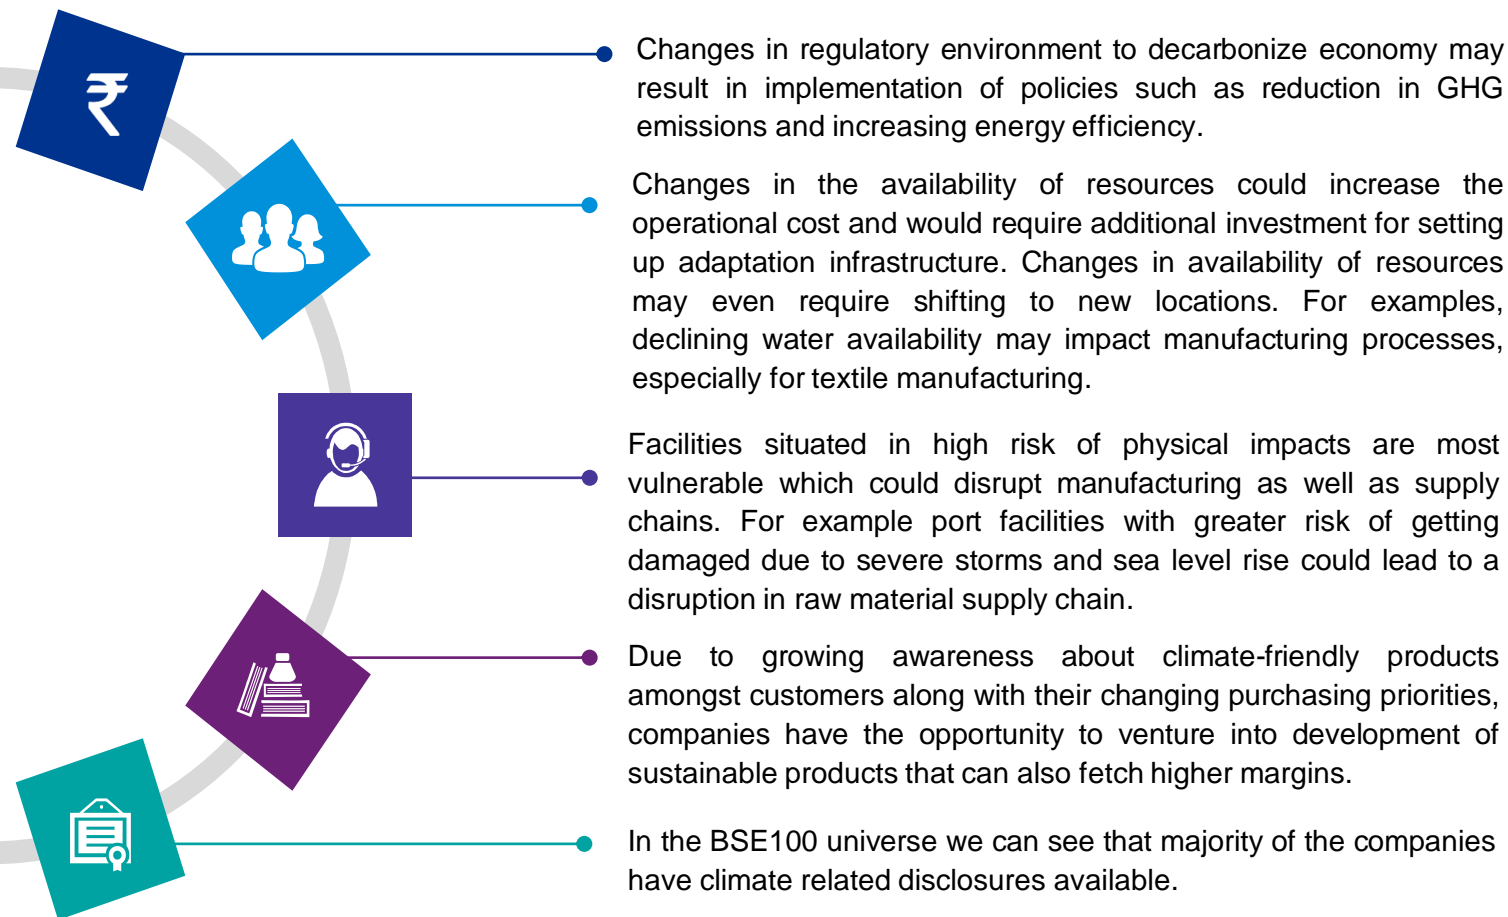 ₹
Changes in regulatory environment to decarbonize economy may
result in implementation of policies such as reduction in GHG
emissions and increasing energy efficiency.
Changes in the availability of resources could increase the
operational cost and would require additional investment for setting
up adaptation infrastructure. Changes in availability of resources
may even require shifting to new locations. For examples,
declining water availability may impact manufacturing processes,
especially for textile manufacturing.
Facilities situated in high risk of physical impacts are most
vulnerable which could disrupt manufacturing as well as supply
chains. For example port facilities with greater risk of getting
damaged due to severe storms and sea level rise could lead to a
disruption in raw material supply chain.
Due to growing awareness about climate-friendly products
amongst customers along with their changing purchasing priorities,
companies have the opportunity to venture into development of
sustainable products that can also fetch higher margins.
In the BSE100 universe we can see that majority of the companies
have climate related disclosures available.